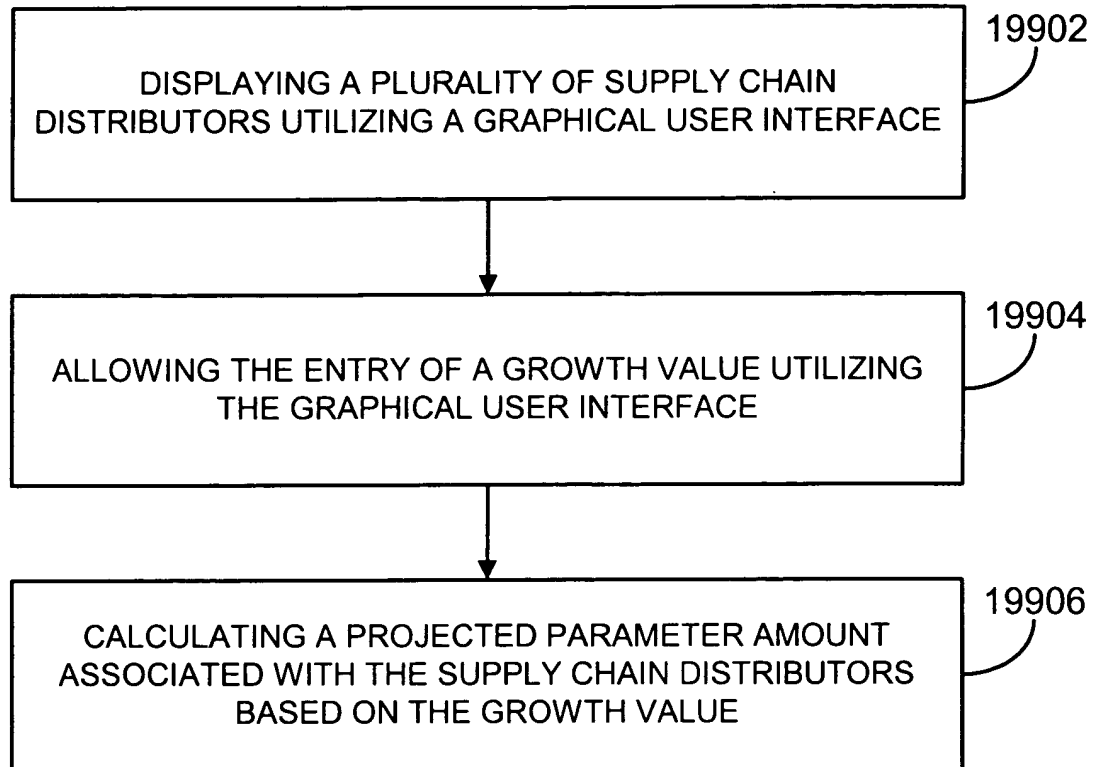 19902
DISPLAYING A PLURALITY OF SUPPLY CHAIN
DISTRIBUTORS UTILIZING A GRAPHICAL USER INTERFACE
19904
ALLOWING THE ENTRY OF A GROWTH VALUE UTILIZING
THE GRAPHICAL USER INTERFACE
19906
CALCULATING A PROJECTED PARAMETER AMOUNT
ASSOCIATED WITH THE SUPPLY CHAIN DISTRIBUTORS
BASED ON THE GROWTH VALUE